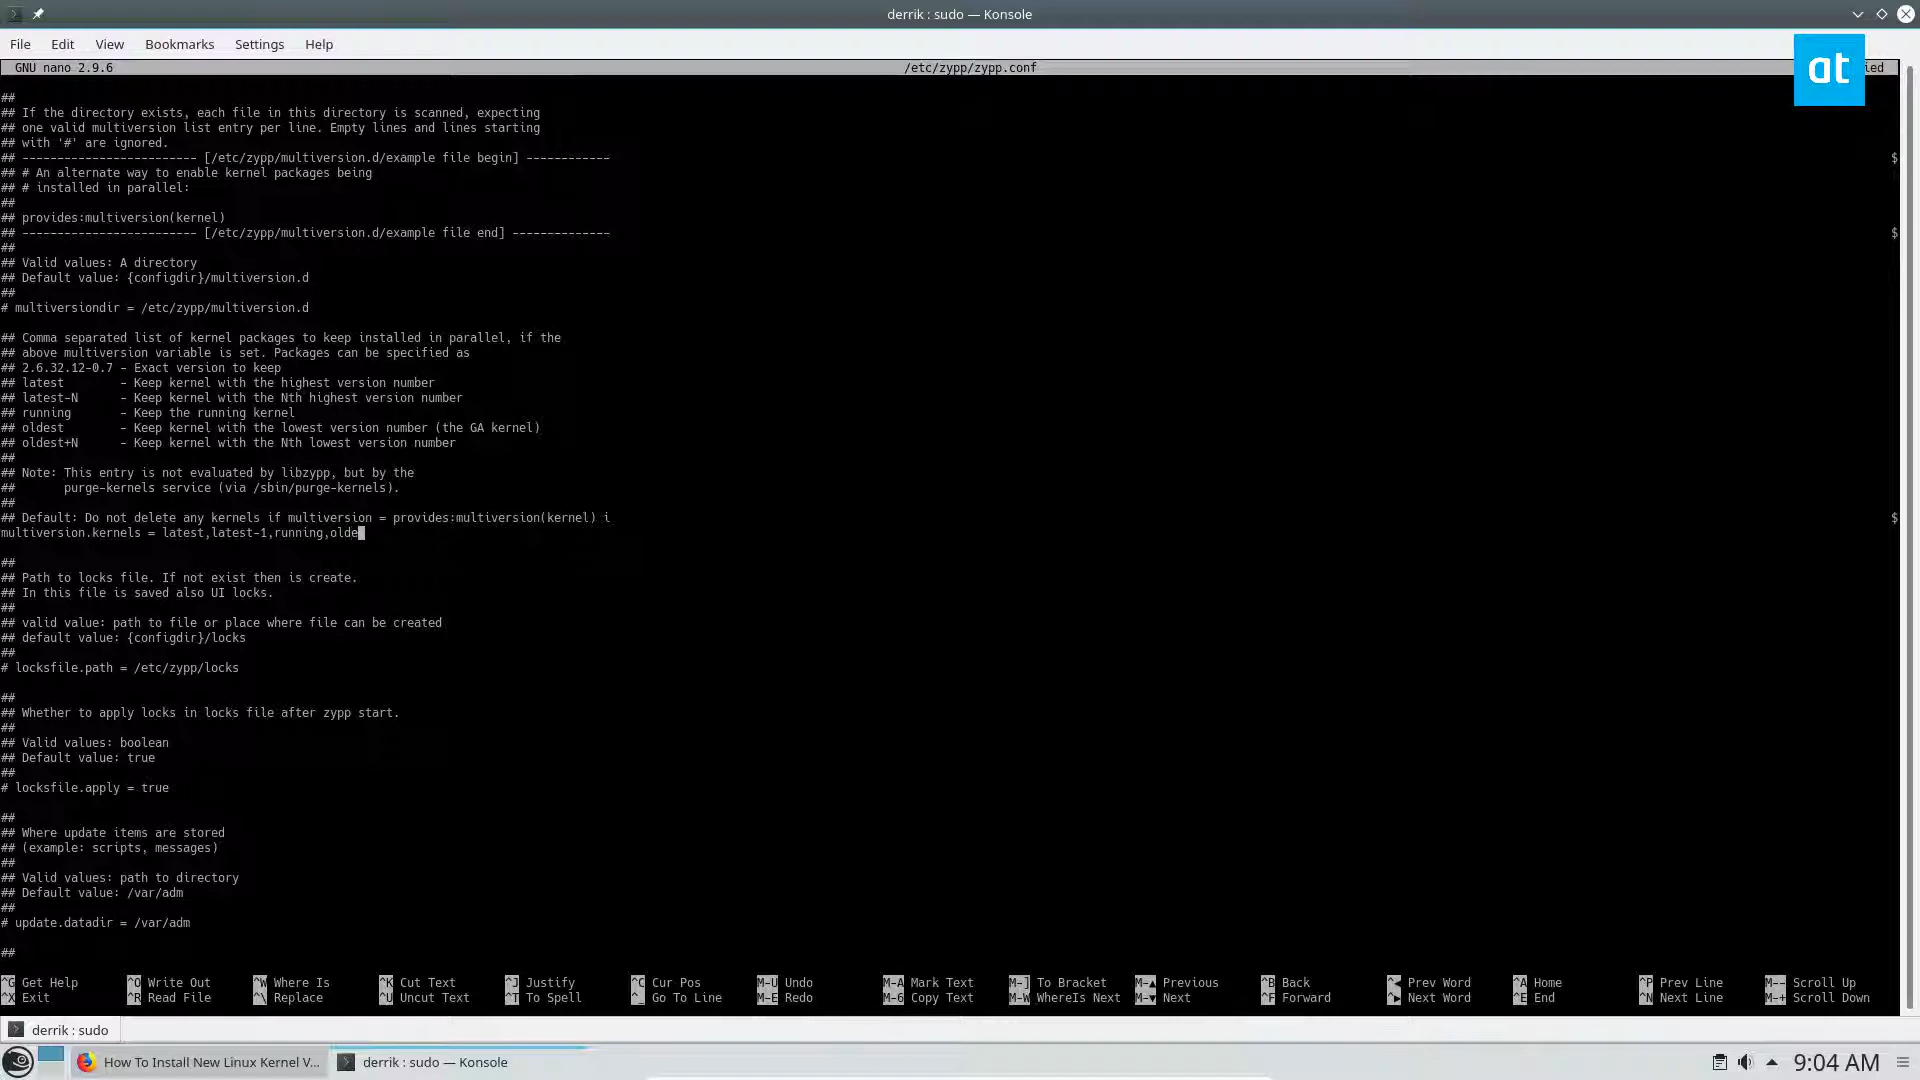 derrik : sudo — Konsole
File Edit View Bookmarks Settings Help
GNU nano 2.9.6 /etc/zypp/zypp.conf ied
at
##
## If the directory exists, each file in this directory is scanned, expecting
## one valid multiversion list entry per line. Empty lines and lines starting
## with '#' are ignored.
## ------------------------- [/etc/zypp/multiversion.d/example file begin] ------------ $
## # An alternate way to enable kernel packages being
## # installed in parallel:
##
## provides:multiversion(kernel)
## ------------------------- [/etc/zypp/multiversion.d/example file end] -------------- $
##
## Valid values: A directory
## Default value: {configdir}/multiversion.d
##
# multiversiondir = /etc/zypp/multiversion.d
## Comma separated list of kernel packages to keep installed in parallel, if the
## above multiversion variable is set. Packages can be specified as
## 2.6.32.12-0.7 - Exact version to keep
## latest - Keep kernel with the highest version number
## latest-N - Keep kernel with the Nth highest version number
## running - Keep the running kernel
## oldest - Keep kernel with the lowest version number (the GA kernel)
## oldest+N - Keep kernel with the Nth lowest version number
##
## Note: This entry is not evaluated by libzypp, but by the
## purge-kernels service (via /sbin/purge-kernels).
##
## Default: Do not delete any kernels if multiversion = provides:multiversion(kernel) i $
multiversion.kernels = latest,latest-1,running,olde
##
## Path to locks file. If not exist then is create.
## In this file is saved also UI locks.
##
## valid value: path to file or place where file can be created
## default value: {configdir}/locks
##
# locksfile.path = /etc/zypp/locks
##
## Whether to apply locks in locks file after zypp start.
##
## Valid values: boolean
## Default value: true
##
# locksfile.apply = true
##
## Where update items are stored
## (example: scripts, messages)
##
## Valid values: path to directory
## Default value: /var/adm
##
# update.datadir = /var/adm
##
^G Get Help ^O Write Out ^W Where Is ^K Cut Text ^J Justify ^C Cur Pos M-U Undo M-A Mark Text M-] To Bracket M-▲ Previous ^B Back ^◀ Prev Word ^A Home ^P Prev Line M-- Scroll Up
^X Exit ^R Read File ^\ Replace ^U Uncut Text ^T To Spell ^_ Go To Line M-E Redo M-6 Copy Text M-W WhereIs Next M-▼ Next ^F Forward ^▶ Next Word ^E End ^N Next Line M-+ Scroll Down
derrik : sudo
How To Install New Linux Kernel V... derrik : sudo — Konsole 9:04 AM